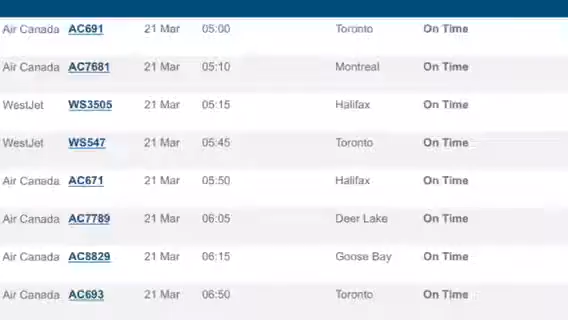 Air Canada AC691 21 Mar 05:00 Toronto On Time
Air Canada AC7681 21 Mar 05:10 Montreal On Time
WestJet WS3505 21 Mar 05:15 Halifax On Time
WestJet WS547 21 Mar 05:45 Toronto On Time
Air Canada AC671 21 Mar 05:50 Halifax On Time
Air Canada AC7789 21 Mar 06:05 Deer Lake On Time
Air Canada AC8829 21 Mar 06:15 Goose Bay On Time
Air Canada AC693 21 Mar 06:50 Toronto On Time